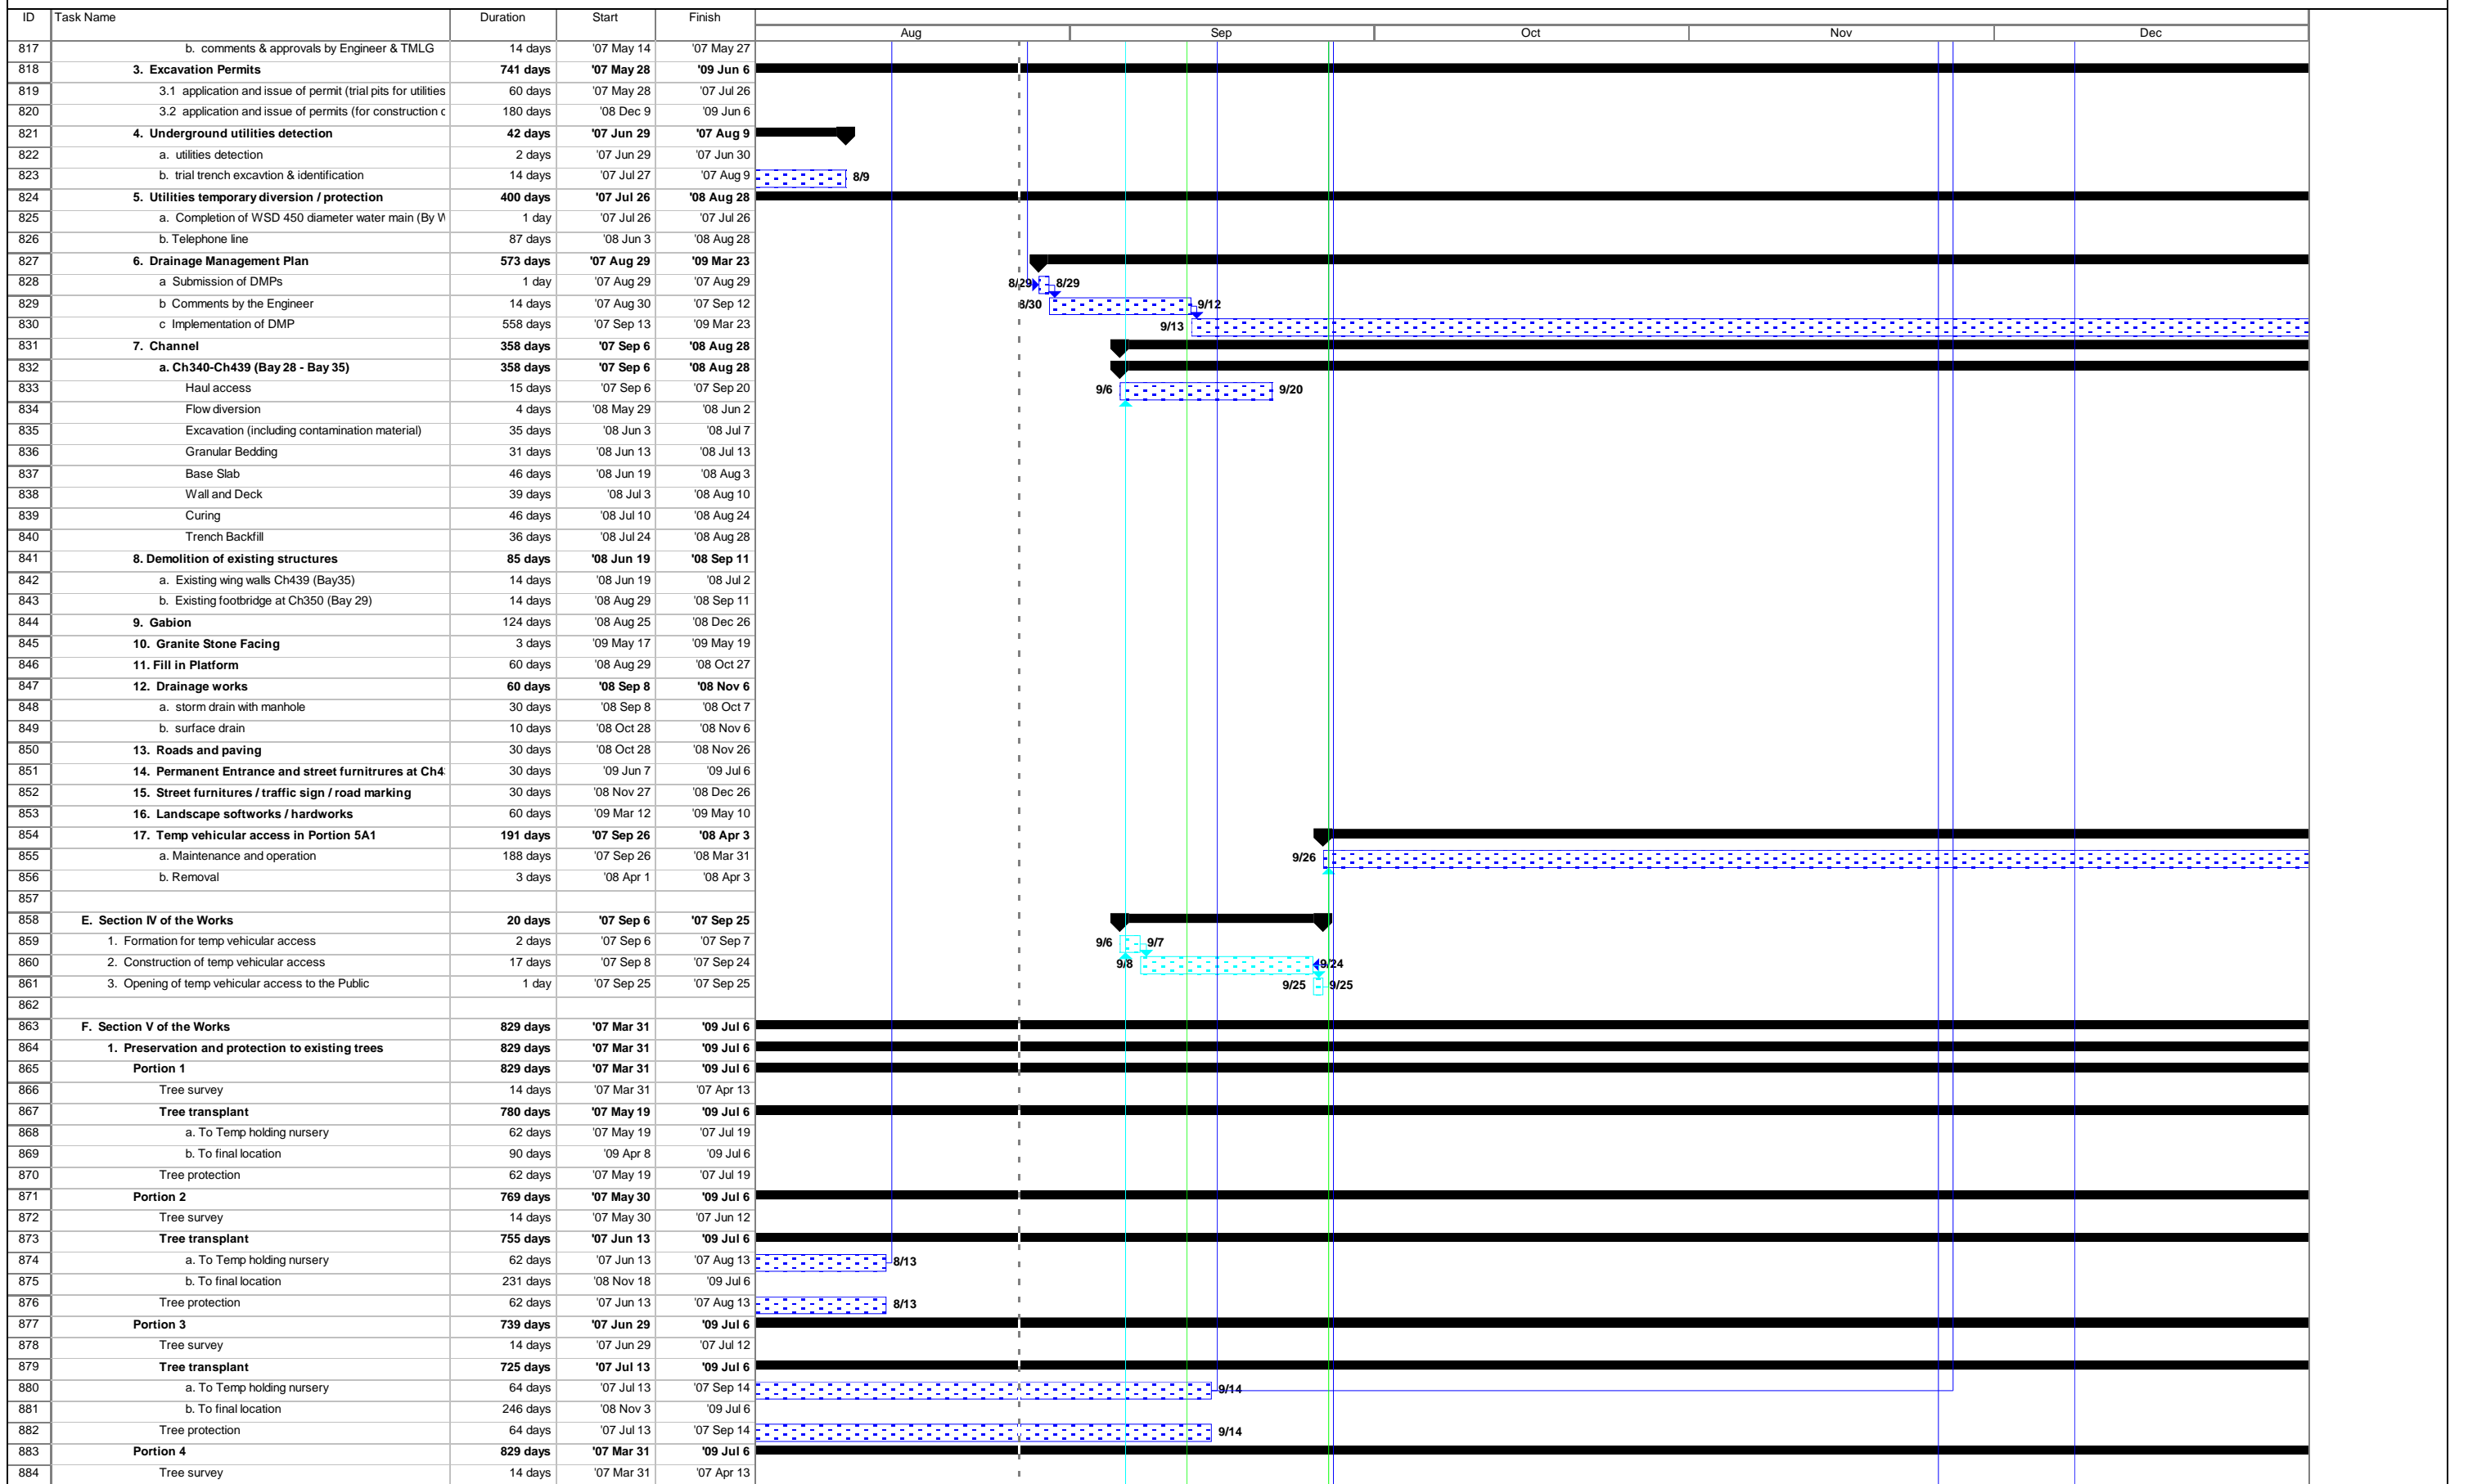 ID Task Name Duration Start Finish
Aug Sep Oct Nov Dec
817 b. comments & approvals by Engineer & TMLG 14 days '07 May 14 '07 May 27
818 3. Excavation Permits 741 days '07 May 28 '09 Jun 6
819 3.1 application and issue of permit (trial pits for utilities 60 days '07 May 28 '07 Jul 26
820 3.2 application and issue of permits (for construction c 180 days '08 Dec 9 '09 Jun 6
821 4. Underground utilities detection 42 days '07 Jun 29 '07 Aug 9
822 a. utilities detection 2 days '07 Jun 29 '07 Jun 30
823 b. trial trench excavtion & identification 14 days '07 Jul 27 '07 Aug 9 8/9
824 5. Utilities temporary diversion / protection 400 days '07 Jul 26 '08 Aug 28
825 a. Completion of WSD 450 diameter water main (By W 1 day '07 Jul 26 '07 Jul 26
826 b. Telephone line 87 days '08 Jun 3 '08 Aug 28
827 6. Drainage Management Plan 573 days '07 Aug 29 '09 Mar 23
828 a Submission of DMPs 1 day '07 Aug 29 '07 Aug 29 8/29 8/29
829 b Comments by the Engineer 14 days '07 Aug 30 '07 Sep 12 8/30 9/12
830 c Implementation of DMP 558 days '07 Sep 13 '09 Mar 23 9/13
831 7. Channel 358 days '07 Sep 6 '08 Aug 28
832 a. Ch340-Ch439 (Bay 28 - Bay 35) 358 days '07 Sep 6 '08 Aug 28
833 Haul access 15 days '07 Sep 6 '07 Sep 20 9/6 9/20
834 Flow diversion 4 days '08 May 29 '08 Jun 2
835 Excavation (including contamination material) 35 days '08 Jun 3 '08 Jul 7
836 Granular Bedding 31 days '08 Jun 13 '08 Jul 13
837 Base Slab 46 days '08 Jun 19 '08 Aug 3
838 Wall and Deck 39 days '08 Jul 3 '08 Aug 10
839 Curing 46 days '08 Jul 10 '08 Aug 24
840 Trench Backfill 36 days '08 Jul 24 '08 Aug 28
841 8. Demolition of existing structures 85 days '08 Jun 19 '08 Sep 11
842 a. Existing wing walls Ch439 (Bay35) 14 days '08 Jun 19 '08 Jul 2
843 b. Existing footbridge at Ch350 (Bay 29) 14 days '08 Aug 29 '08 Sep 11
844 9. Gabion 124 days '08 Aug 25 '08 Dec 26
845 10. Granite Stone Facing 3 days '09 May 17 '09 May 19
846 11. Fill in Platform 60 days '08 Aug 29 '08 Oct 27
847 12. Drainage works 60 days '08 Sep 8 '08 Nov 6
848 a. storm drain with manhole 30 days '08 Sep 8 '08 Oct 7
849 b. surface drain 10 days '08 Oct 28 '08 Nov 6
850 13. Roads and paving 30 days '08 Oct 28 '08 Nov 26
851 14. Permanent Entrance and street furnitrures at Ch4 30 days '09 Jun 7 '09 Jul 6
852 15. Street furnitures / traffic sign / road marking 30 days '08 Nov 27 '08 Dec 26
853 16. Landscape softworks / hardworks 60 days '09 Mar 12 '09 May 10
854 17. Temp vehicular access in Portion 5A1 191 days '07 Sep 26 '08 Apr 3
855 a. Maintenance and operation 188 days '07 Sep 26 '08 Mar 31 9/26
856 b. Removal 3 days '08 Apr 1 '08 Apr 3
857
858 E. Section IV of the Works 20 days '07 Sep 6 '07 Sep 25
859 1. Formation for temp vehicular access 2 days '07 Sep 6 '07 Sep 7 9/6 9/7
860 2. Construction of temp vehicular access 17 days '07 Sep 8 '07 Sep 24 9/8 9/24
861 3. Opening of temp vehicular access to the Public 1 day '07 Sep 25 '07 Sep 25 9/25 9/25
862
863 F. Section V of the Works 829 days '07 Mar 31 '09 Jul 6
864 1. Preservation and protection to existing trees 829 days '07 Mar 31 '09 Jul 6
865 Portion 1 829 days '07 Mar 31 '09 Jul 6
866 Tree survey 14 days '07 Mar 31 '07 Apr 13
867 Tree transplant 780 days '07 May 19 '09 Jul 6
868 a. To Temp holding nursery 62 days '07 May 19 '07 Jul 19
869 b. To final location 90 days '09 Apr 8 '09 Jul 6
870 Tree protection 62 days '07 May 19 '07 Jul 19
871 Portion 2 769 days '07 May 30 '09 Jul 6
872 Tree survey 14 days '07 May 30 '07 Jun 12
873 Tree transplant 755 days '07 Jun 13 '09 Jul 6
874 a. To Temp holding nursery 62 days '07 Jun 13 '07 Aug 13 8/13
875 b. To final location 231 days '08 Nov 18 '09 Jul 6
876 Tree protection 62 days '07 Jun 13 '07 Aug 13 8/13
877 Portion 3 739 days '07 Jun 29 '09 Jul 6
878 Tree survey 14 days '07 Jun 29 '07 Jul 12
879 Tree transplant 725 days '07 Jul 13 '09 Jul 6
880 a. To Temp holding nursery 64 days '07 Jul 13 '07 Sep 14 9/14
881 b. To final location 246 days '08 Nov 3 '09 Jul 6
882 Tree protection 64 days '07 Jul 13 '07 Sep 14 9/14
883 Portion 4 829 days '07 Mar 31 '09 Jul 6
884 Tree survey 14 days '07 Mar 31 '07 Apr 13